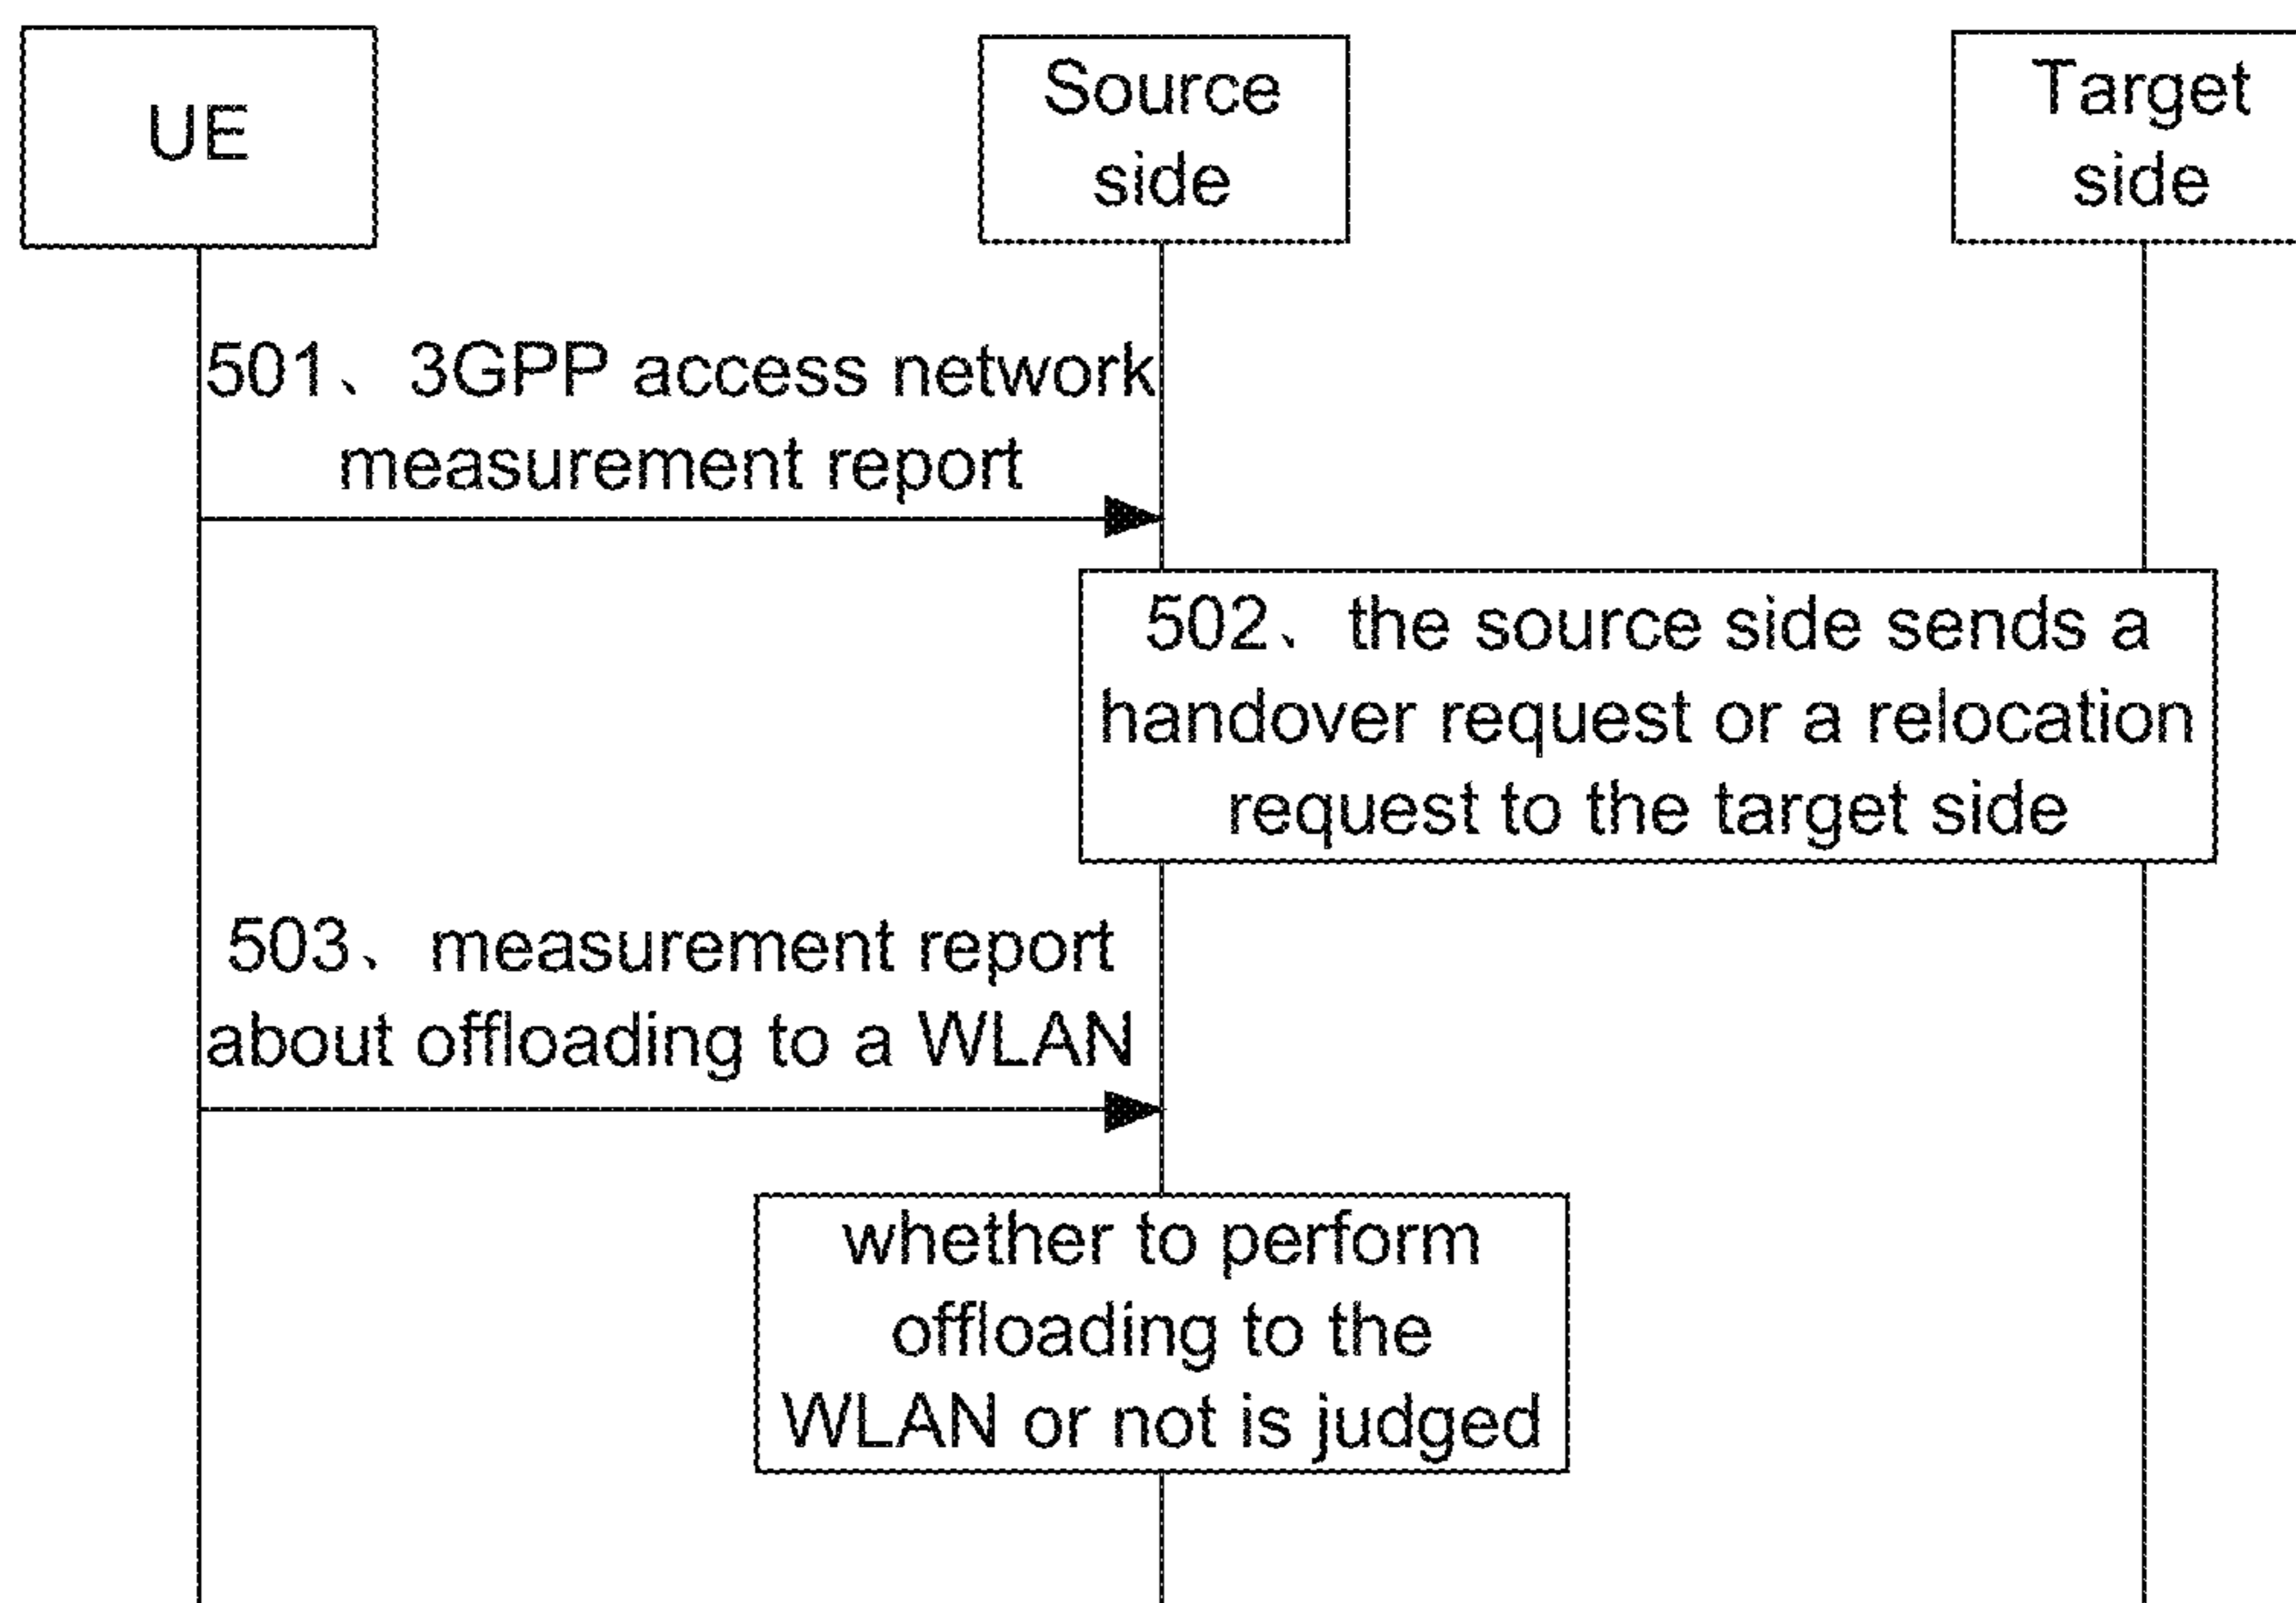 UE
Source
side
Target
side
501、3GPP access network
measurement report
502、the source side sends a
handover request or a relocation
request to the target side
503、measurement report
about offloading to a WLAN
whether to perform
offloading to the
WLAN or not is judged